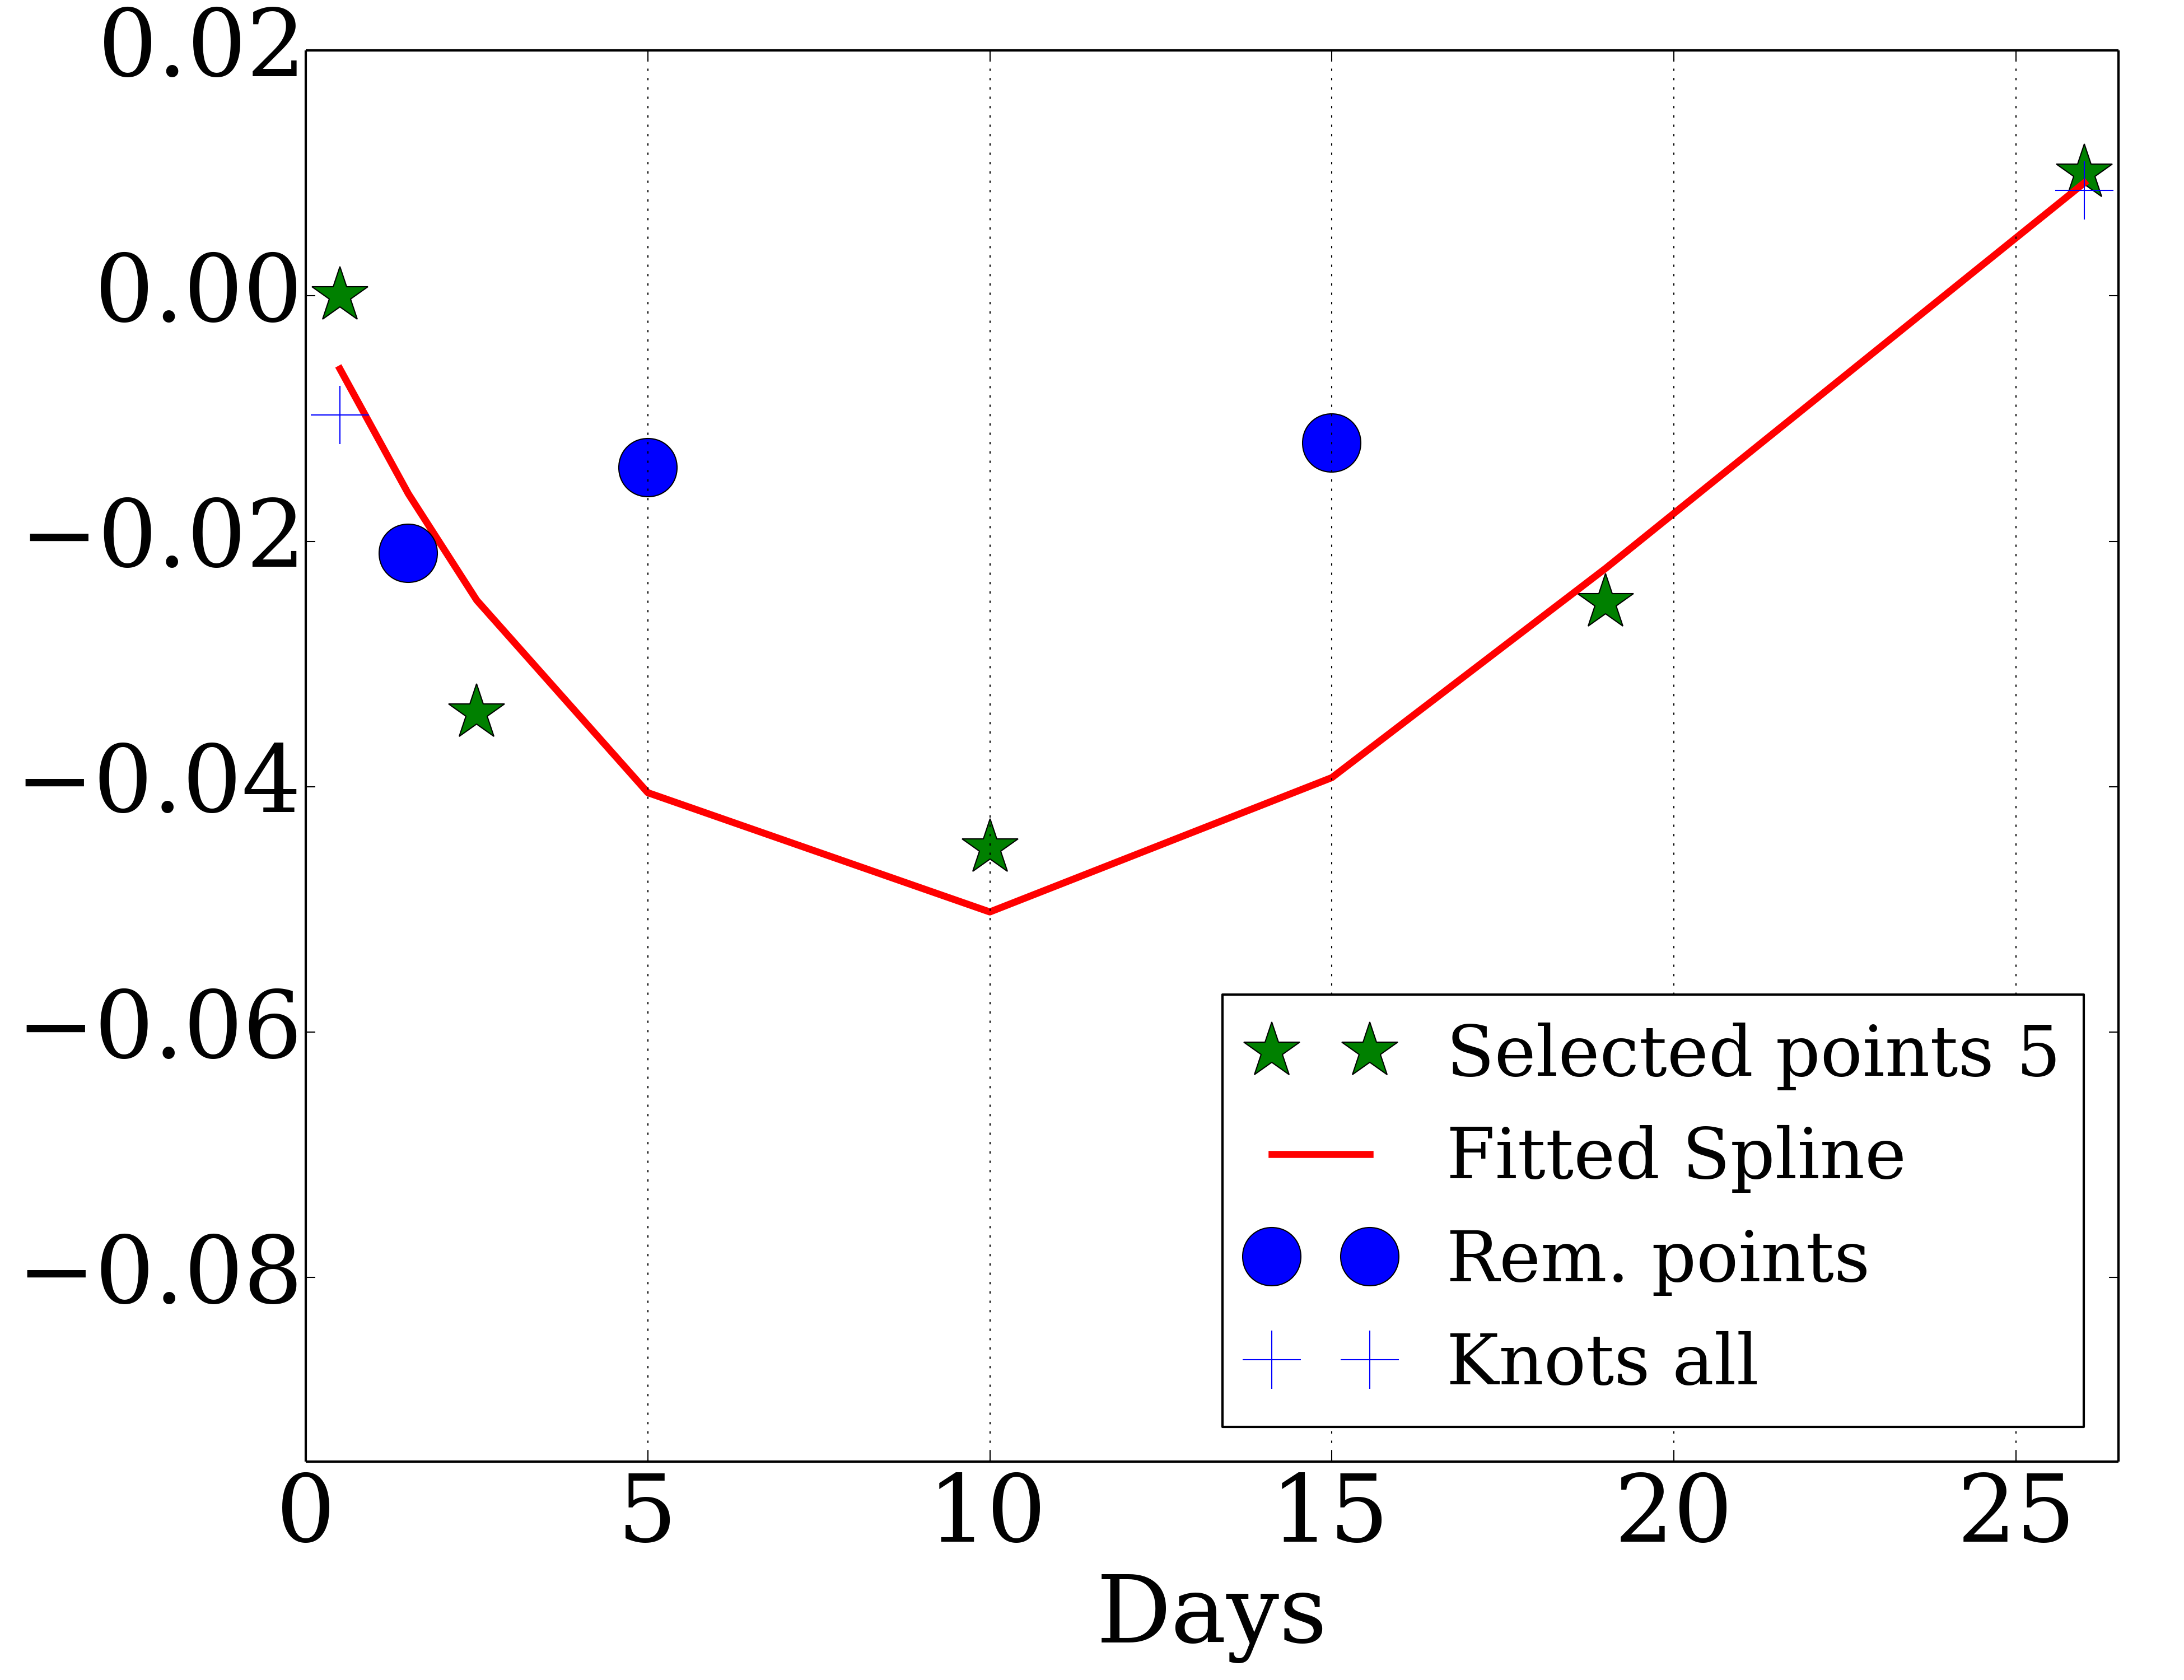 0.02
0.00
−0.02
−0.04
−0.06
−0.08
Selected points 5
Fitted Spline
Rem. points
Knots all
0 5 10 15 20 25
Days